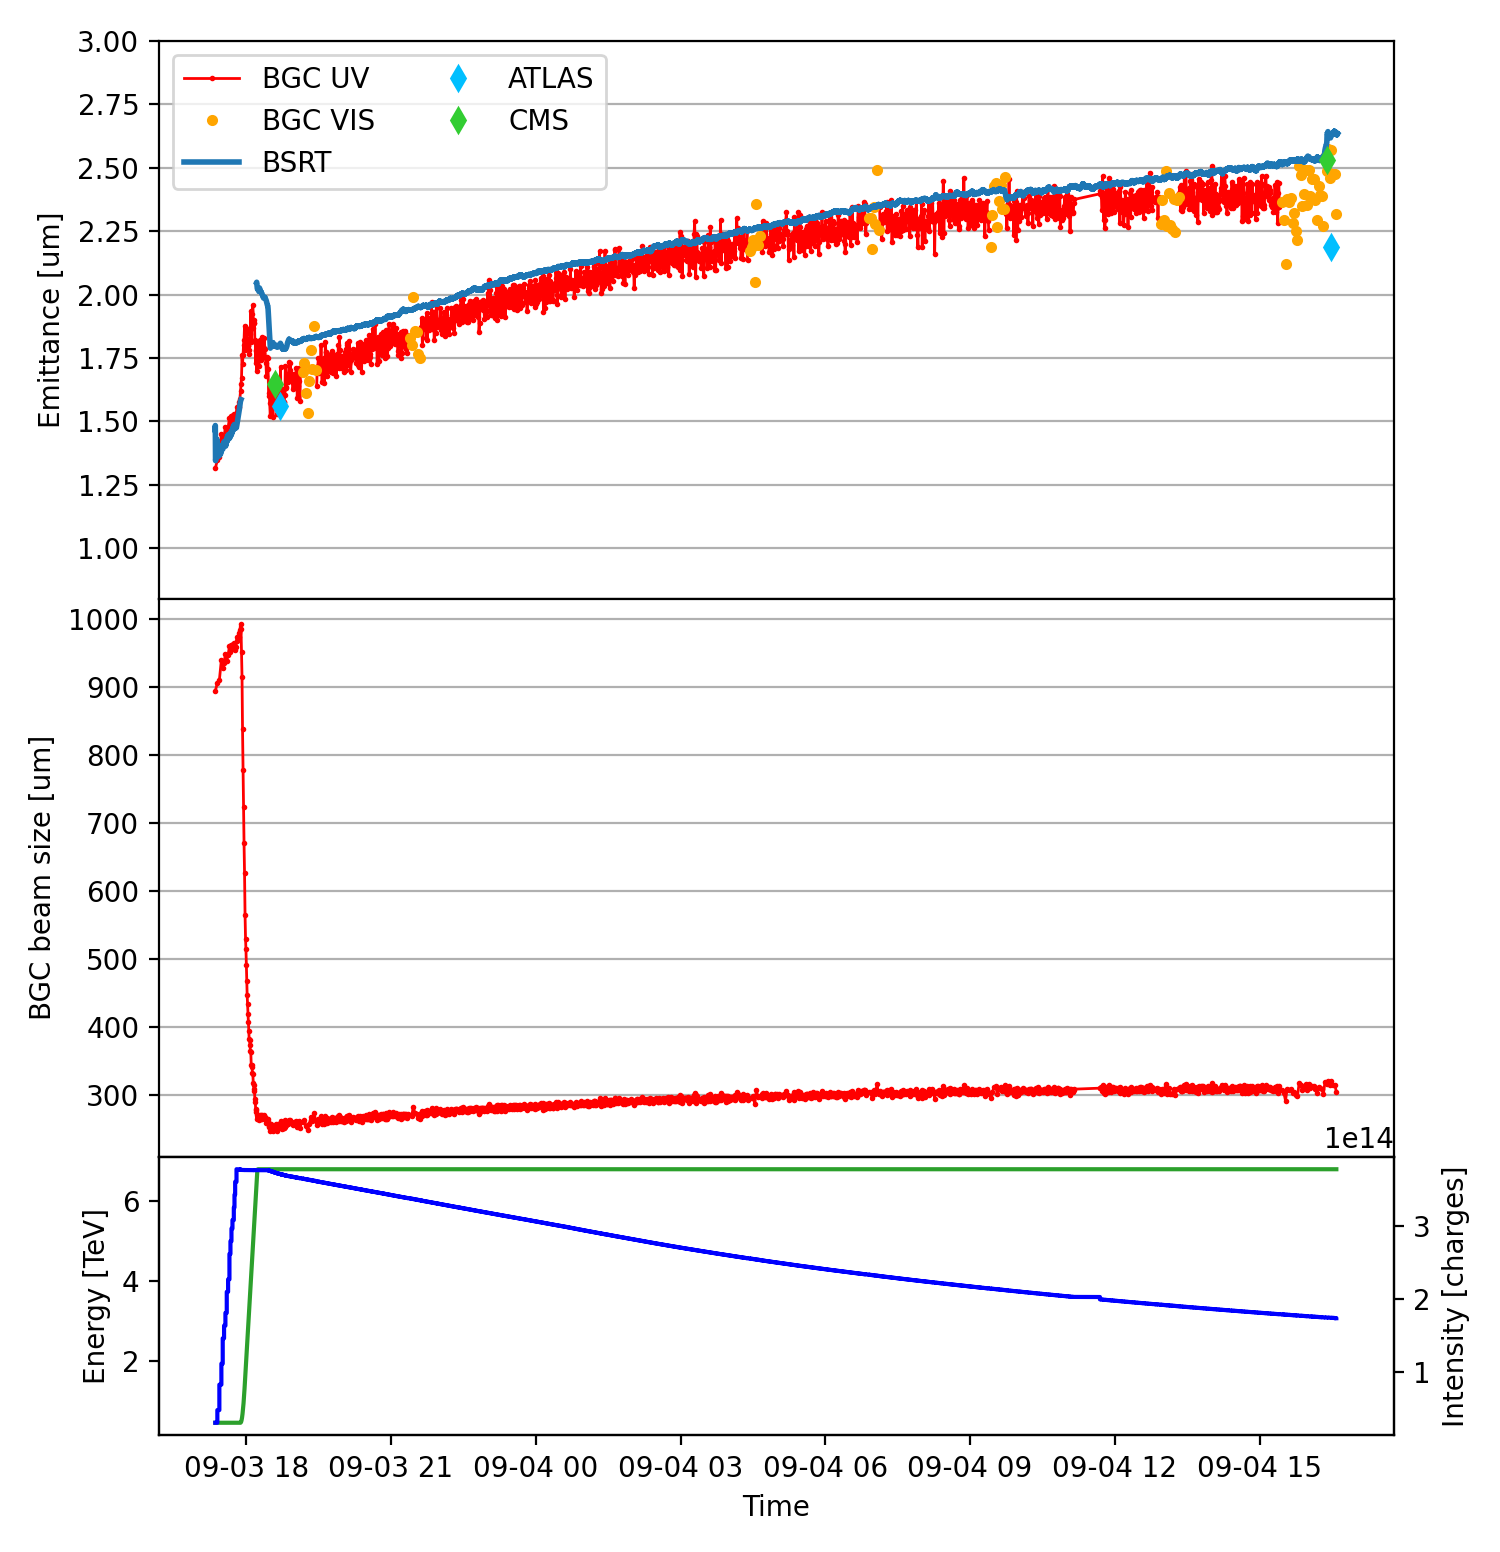 3.00
2.75
2.50
2.25
2.00
1.75
1.50
1.25
1.00
Emittance [um]
BGC UV
BGC VIS
BSRT
ATLAS
CMS
1000
900
800
700
600
500
400
300
BGC beam size [um]
1e14
6
4
2
Energy [TeV]
3
2
1
Intensity [charges]
09-03 18 09-03 21 09-04 00 09-04 03 09-04 06 09-04 09 09-04 12 09-04 15
Time